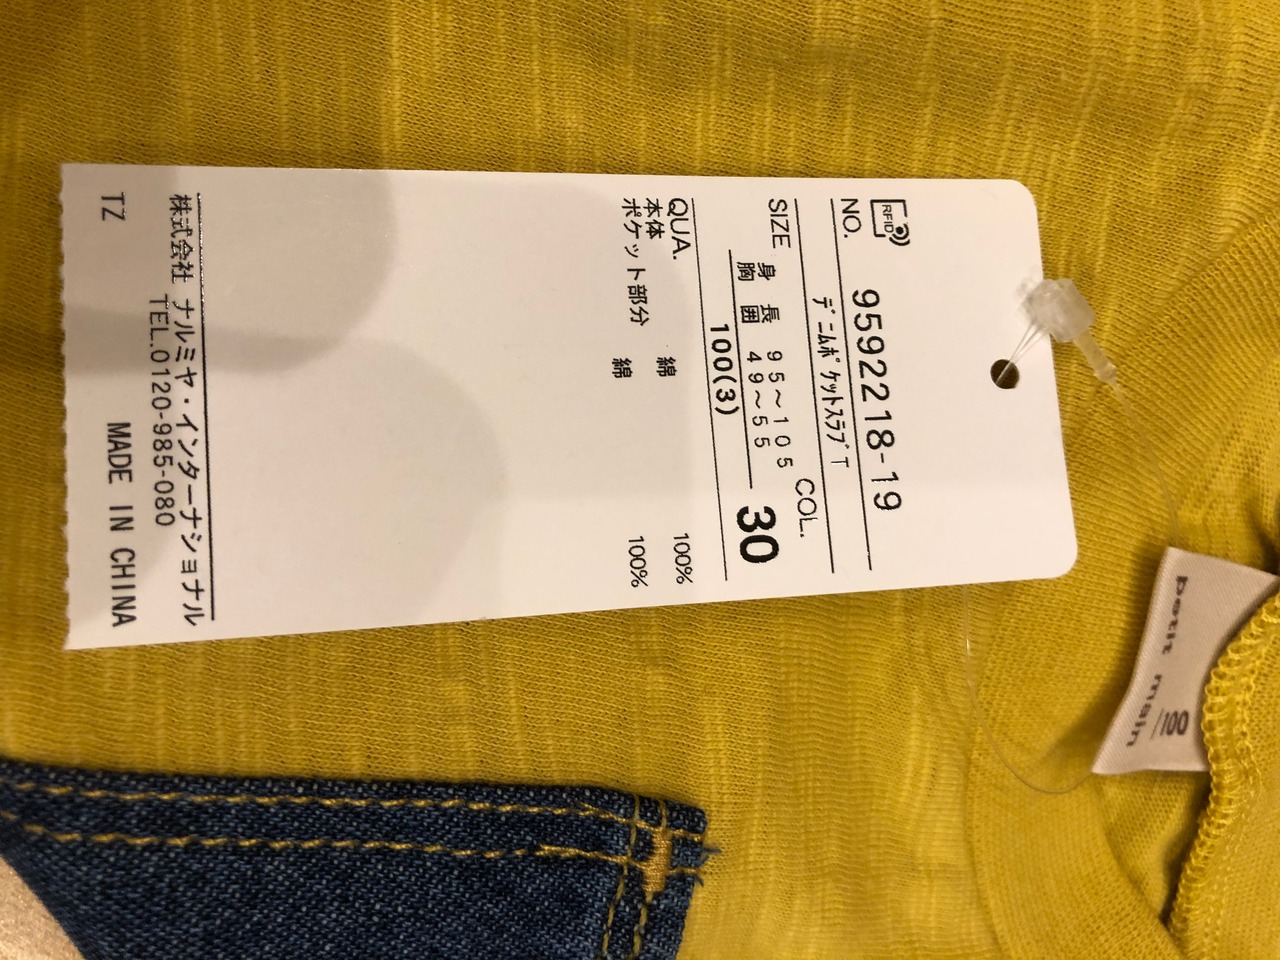 RFID
NO. 9592218-19
ﾃﾞﾆﾑﾎﾟｹｯﾄｽﾗﾌﾞT
SIZE COL.
身 長 95～105
胸 囲 49～55
100(3) 30
QUA.
本体 綿 100%
ポケット部分 綿 100%
株式会社 ナルミヤ・インターナショナル
TEL.0120-985-080
TZ MADE IN CHINA
petit main
100